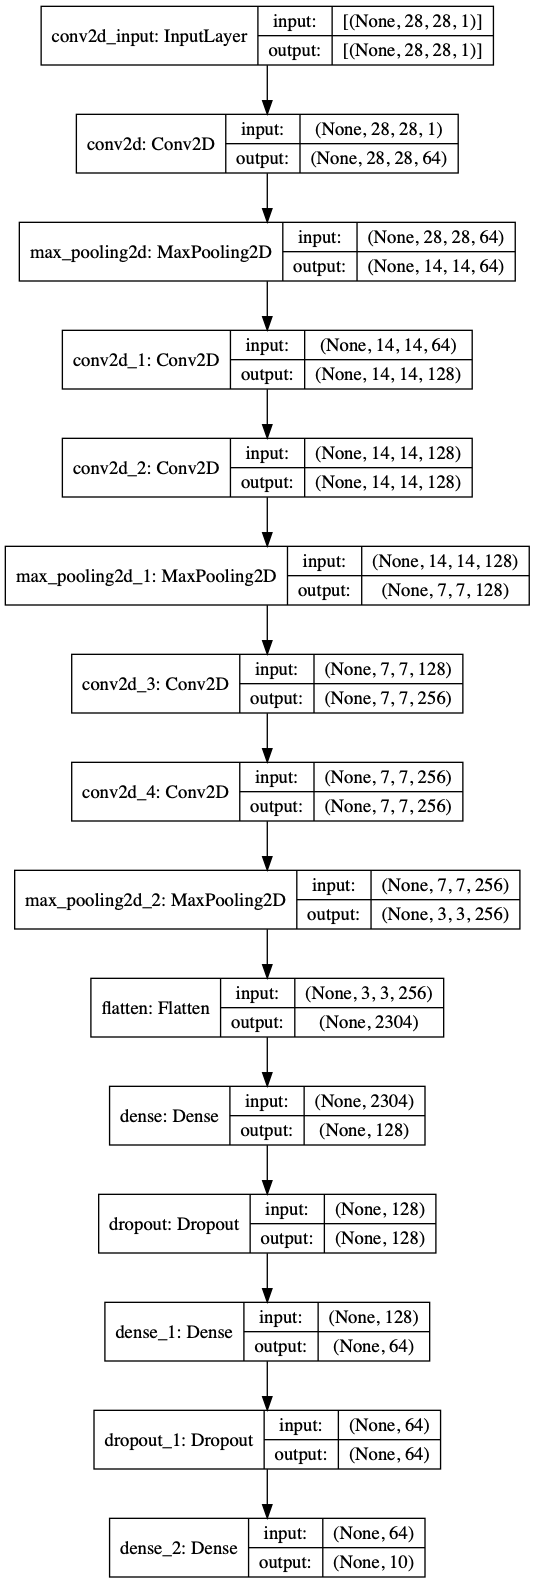 conv2d_input: InputLayer
input: [(None, 28, 28, 1)]
output: [(None, 28, 28, 1)]
conv2d: Conv2D
input: (None, 28, 28, 1)
output: (None, 28, 28, 64)
max_pooling2d: MaxPooling2D
input: (None, 28, 28, 64)
output: (None, 14, 14, 64)
conv2d_1: Conv2D
input: (None, 14, 14, 64)
output: (None, 14, 14, 128)
conv2d_2: Conv2D
input: (None, 14, 14, 128)
output: (None, 14, 14, 128)
max_pooling2d_1: MaxPooling2D
input: (None, 14, 14, 128)
output: (None, 7, 7, 128)
conv2d_3: Conv2D
input: (None, 7, 7, 128)
output: (None, 7, 7, 256)
conv2d_4: Conv2D
input: (None, 7, 7, 256)
output: (None, 7, 7, 256)
max_pooling2d_2: MaxPooling2D
input: (None, 7, 7, 256)
output: (None, 3, 3, 256)
flatten: Flatten
input: (None, 3, 3, 256)
output: (None, 2304)
dense: Dense
input: (None, 2304)
output: (None, 128)
dropout: Dropout
input: (None, 128)
output: (None, 128)
dense_1: Dense
input: (None, 128)
output: (None, 64)
dropout_1: Dropout
input: (None, 64)
output: (None, 64)
dense_2: Dense
input: (None, 64)
output: (None, 10)